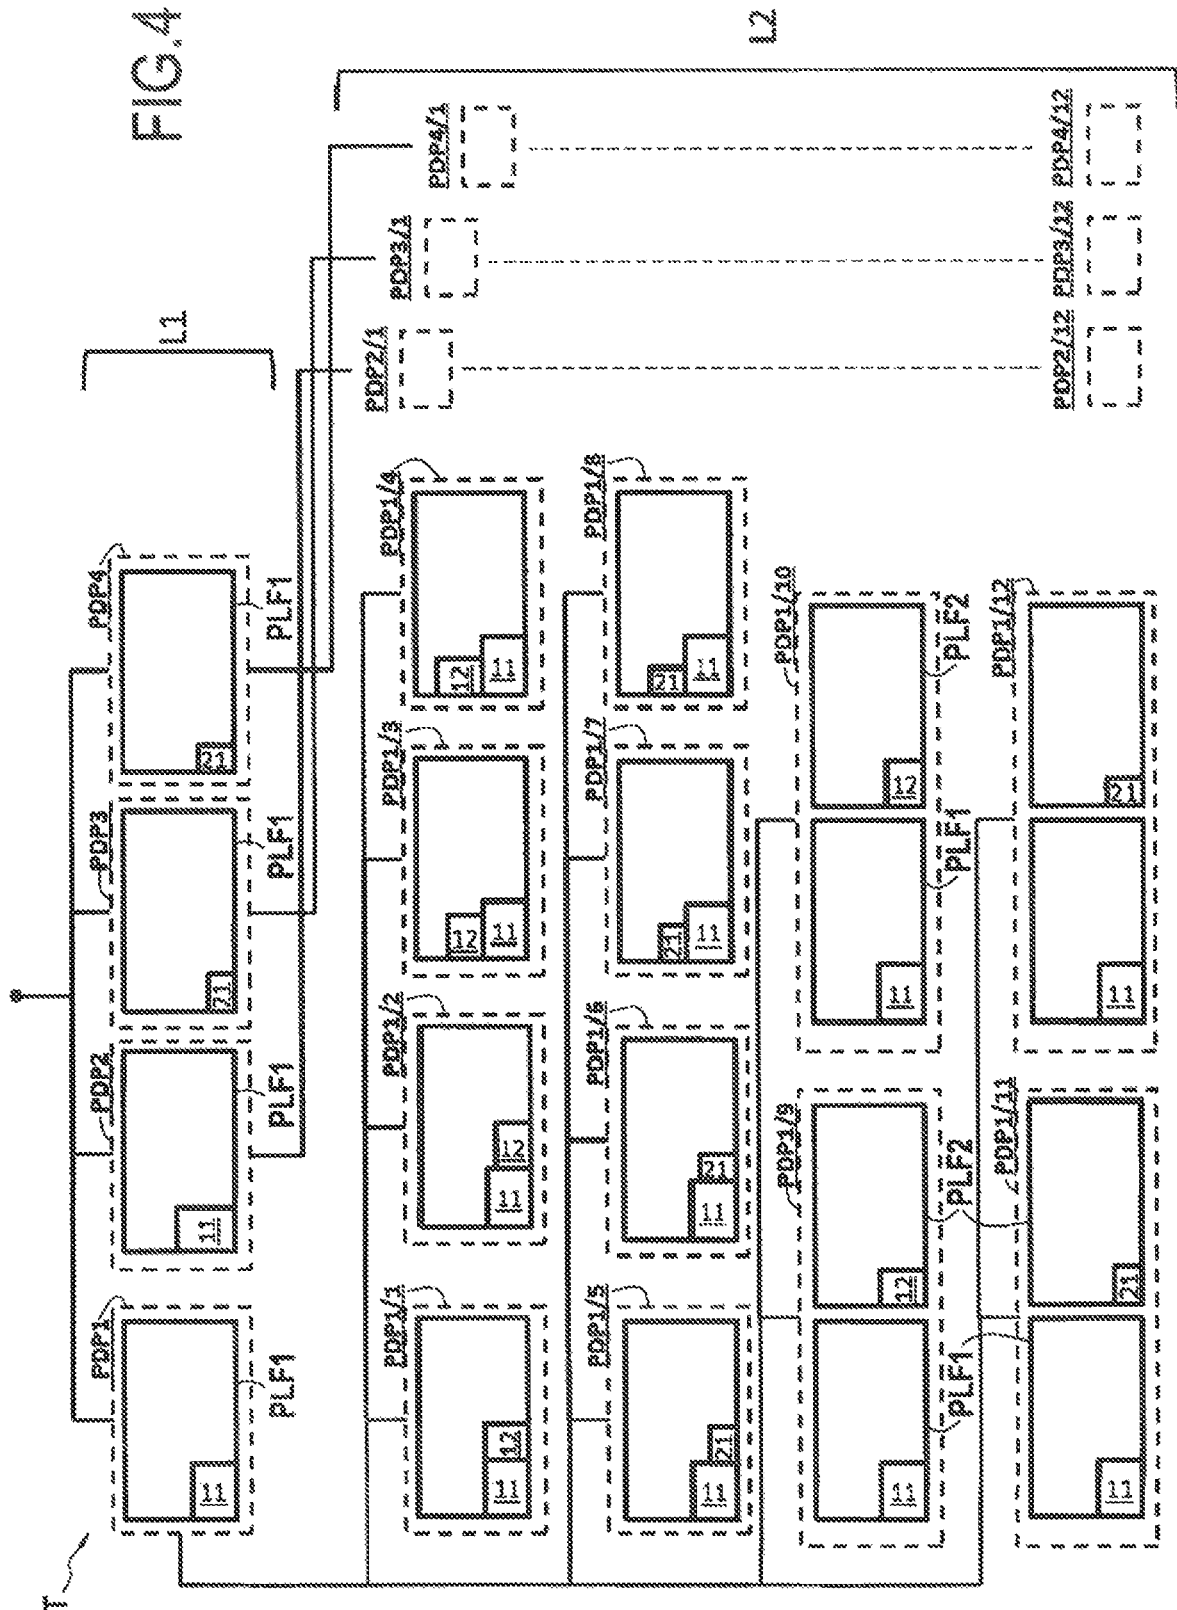 FIG.4
T
L1
PDP1
PDP2
PDP3
PDP4
11
11
21
21
PLF1
PLF1
PLF1
PLF1
L2
PDP1/1
PDP1/2
PDP1/3
PDP1/4
PDP2/1
PDP3/1
PDP4/1
11
12
11
12
11
12
11
12
PDP1/5
PDP1/6
PDP1/7
PDP1/8
11
21
11
21
11
21
11
21
PDP1/9
PDP1/10
11
12
11
12
PLF1
PLF2
PLF1
PLF2
PDP1/11
PDP1/12
11
21
11
21
PDP2/12
PDP3/12
PDP4/12